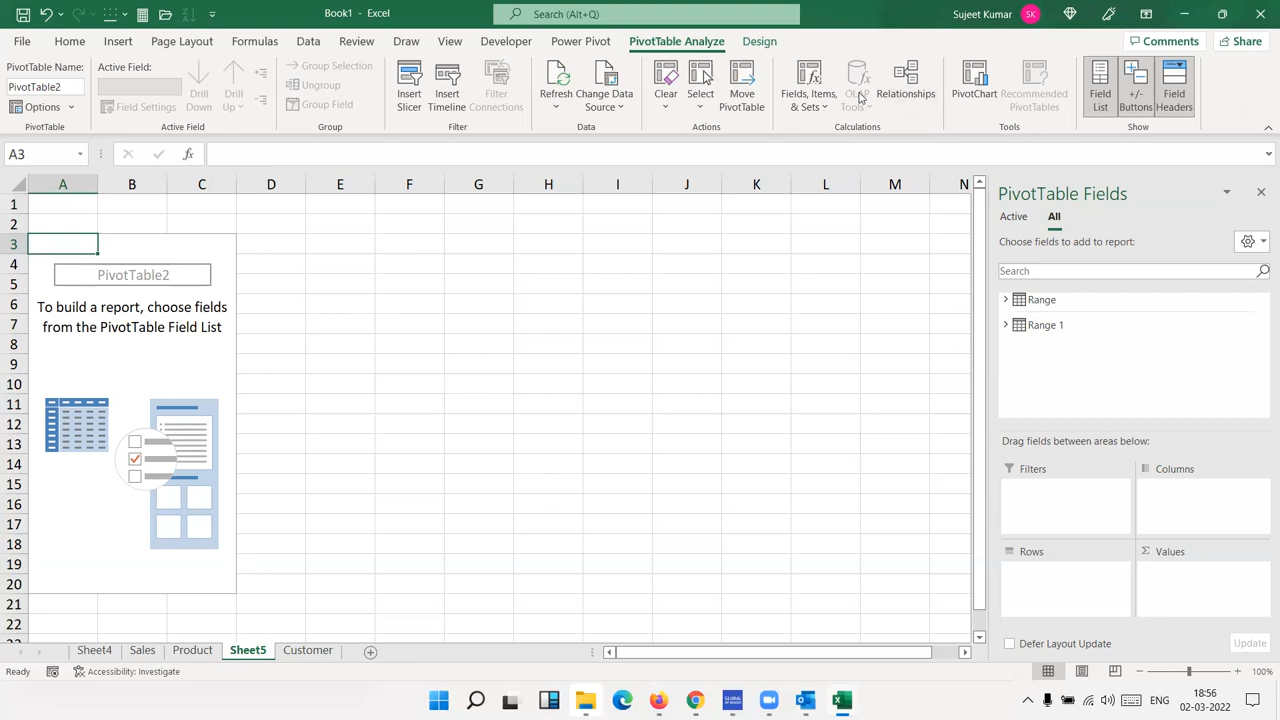 Book1 - Excel
Search (Alt+Q)
Sujeet Kumar
SK
File Home Insert Page Layout Formulas Data Review View Draw Developer Power Pivot PivotTable Analyze Design
Comments
Share
PivotTable Name:
PivotTable2
Options
PivotTable
Active Field:
Field Settings
Drill Down
Drill Up
Active Field
Group Selection
Ungroup
Group Field
Group
Insert Slicer
Insert Timeline
Filter Connections
Filter
Refresh
Change Data Source
Data
Clear
Select
Move PivotTable
Actions
Fields, Items, & Sets
OLAP Tools
Relationships
Calculations
PivotChart
Recommended PivotTables
Tools
Field List
+/- Buttons
Field Headers
Show
A3
fx
A B C D E F G H I J K L M N
1
2
3
4
5
6
7
8
9
10
11
12
13
14
15
16
17
18
19
20
21
22
PivotTable2
To build a report, choose fields
from the PivotTable Field List
PivotTable Fields
Active All
Choose fields to add to report:
Search
Range
Range 1
Drag fields between areas below:
Filters
Columns
Rows
Σ Values
Defer Layout Update
Update
Sheet4 Sales Product Sheet5 Customer
Ready
Accessibility: Investigate
100%
ENG
18:56
02-03-2022